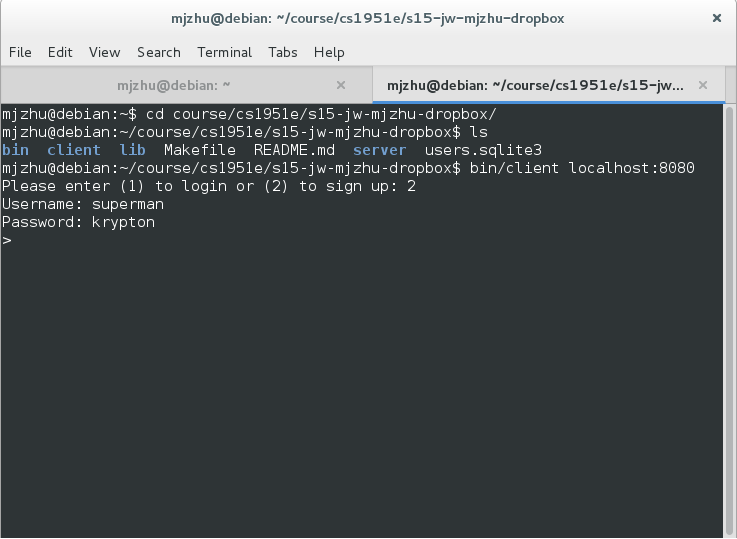 mjzhu@debian: ~/course/cs1951e/s15-jw-mjzhu-dropbox
File Edit View Search Terminal Tabs Help
mjzhu@debian: ~ mjzhu@debian: ~/course/cs1951e/s15-jw...
mjzhu@debian:~$ cd course/cs1951e/s15-jw-mjzhu-dropbox/
mjzhu@debian:~/course/cs1951e/s15-jw-mjzhu-dropbox$ ls
bin client lib Makefile README.md server users.sqlite3
mjzhu@debian:~/course/cs1951e/s15-jw-mjzhu-dropbox$ bin/client localhost:8080
Please enter (1) to login or (2) to sign up: 2
Username: superman
Password: krypton
>